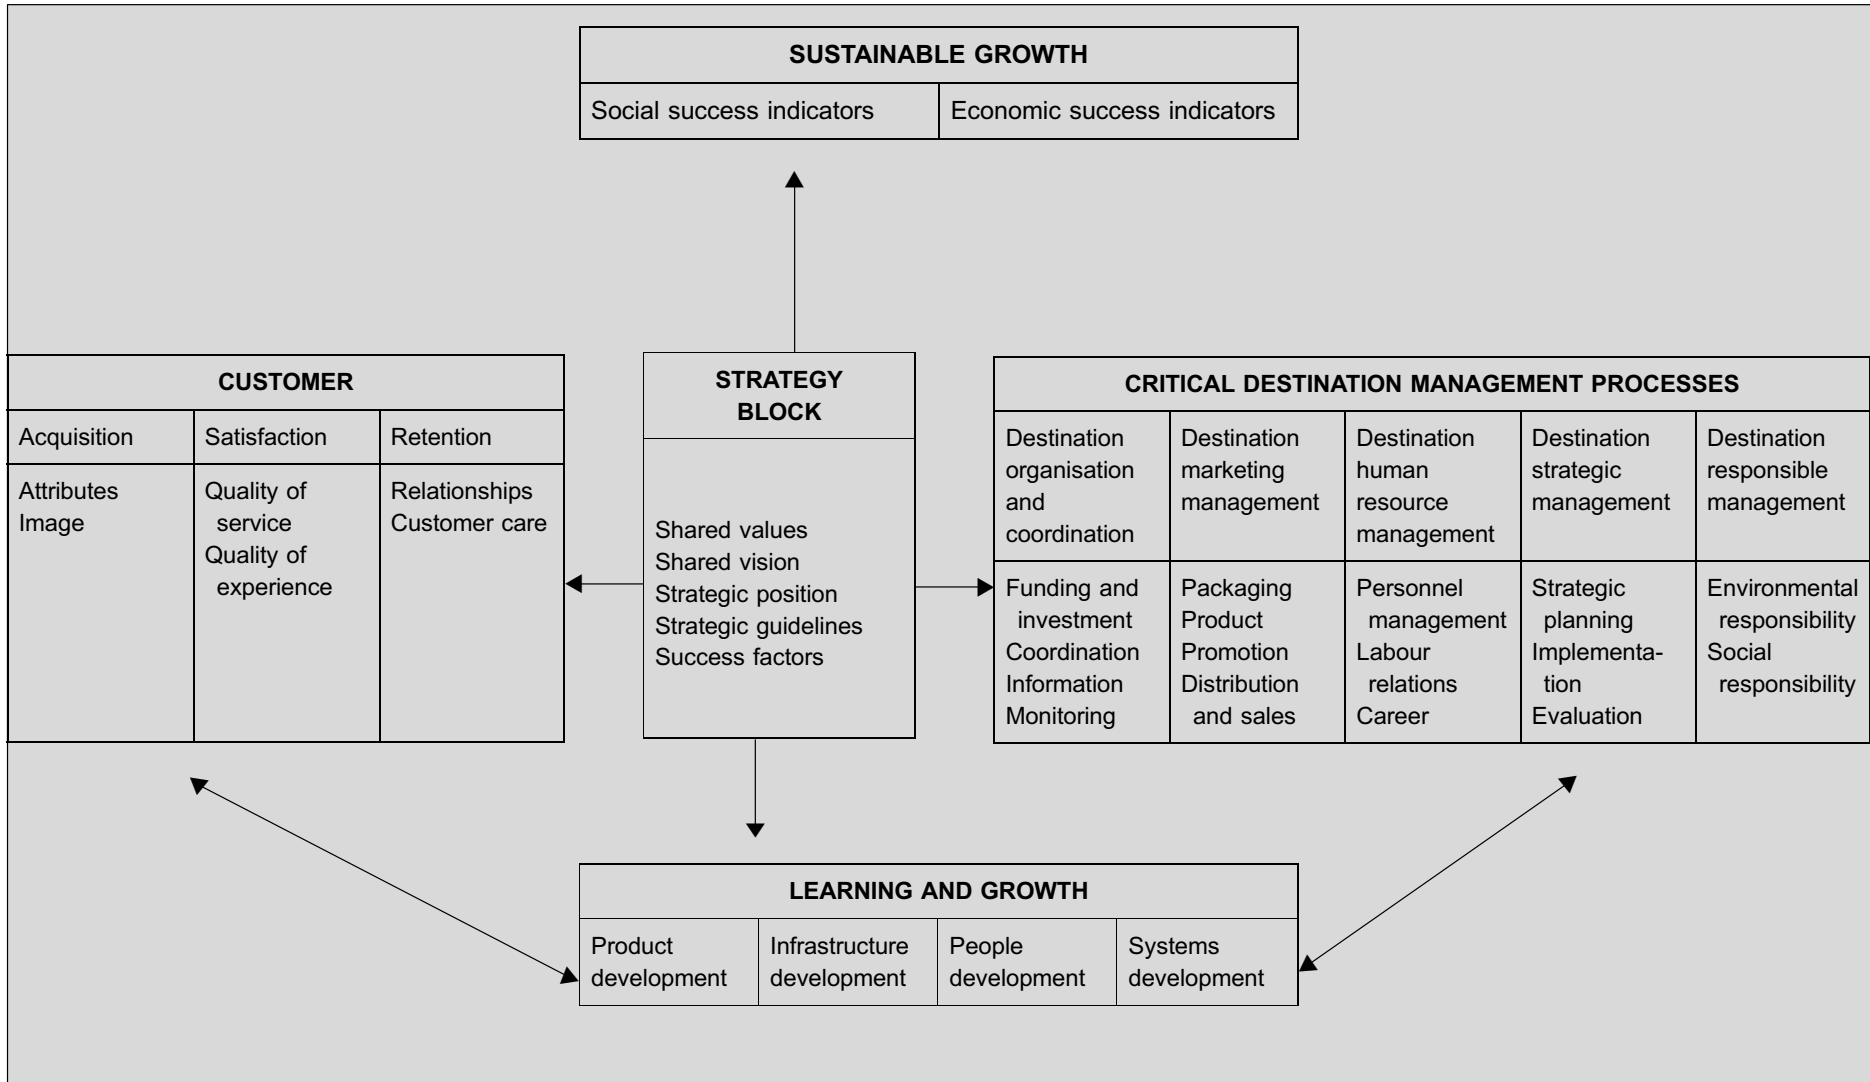 SUSTAINABLE GROWTH
Social success indicators
Economic success indicators
CUSTOMER
Acquisition
Satisfaction
Retention
Attributes
Image
Quality of
service
Quality of
experience
Relationships
Customer care
STRATEGY
BLOCK
Shared values
Shared vision
Strategic position
Strategic guidelines
Success factors
CRITICAL DESTINATION MANAGEMENT PROCESSES
Destination
organisation
and
coordination
Destination
marketing
management
Destination
human
resource
management
Destination
strategic
management
Destination
responsible
management
Funding and
investment
Coordination
Information
Monitoring
Packaging
Product
Promotion
Distribution
and sales
Personnel
management
Labour
relations
Career
Strategic
planning
Implementa-
tion
Evaluation
Environmental
responsibility
Social
responsibility
LEARNING AND GROWTH
Product
development
Infrastructure
development
People
development
Systems
development